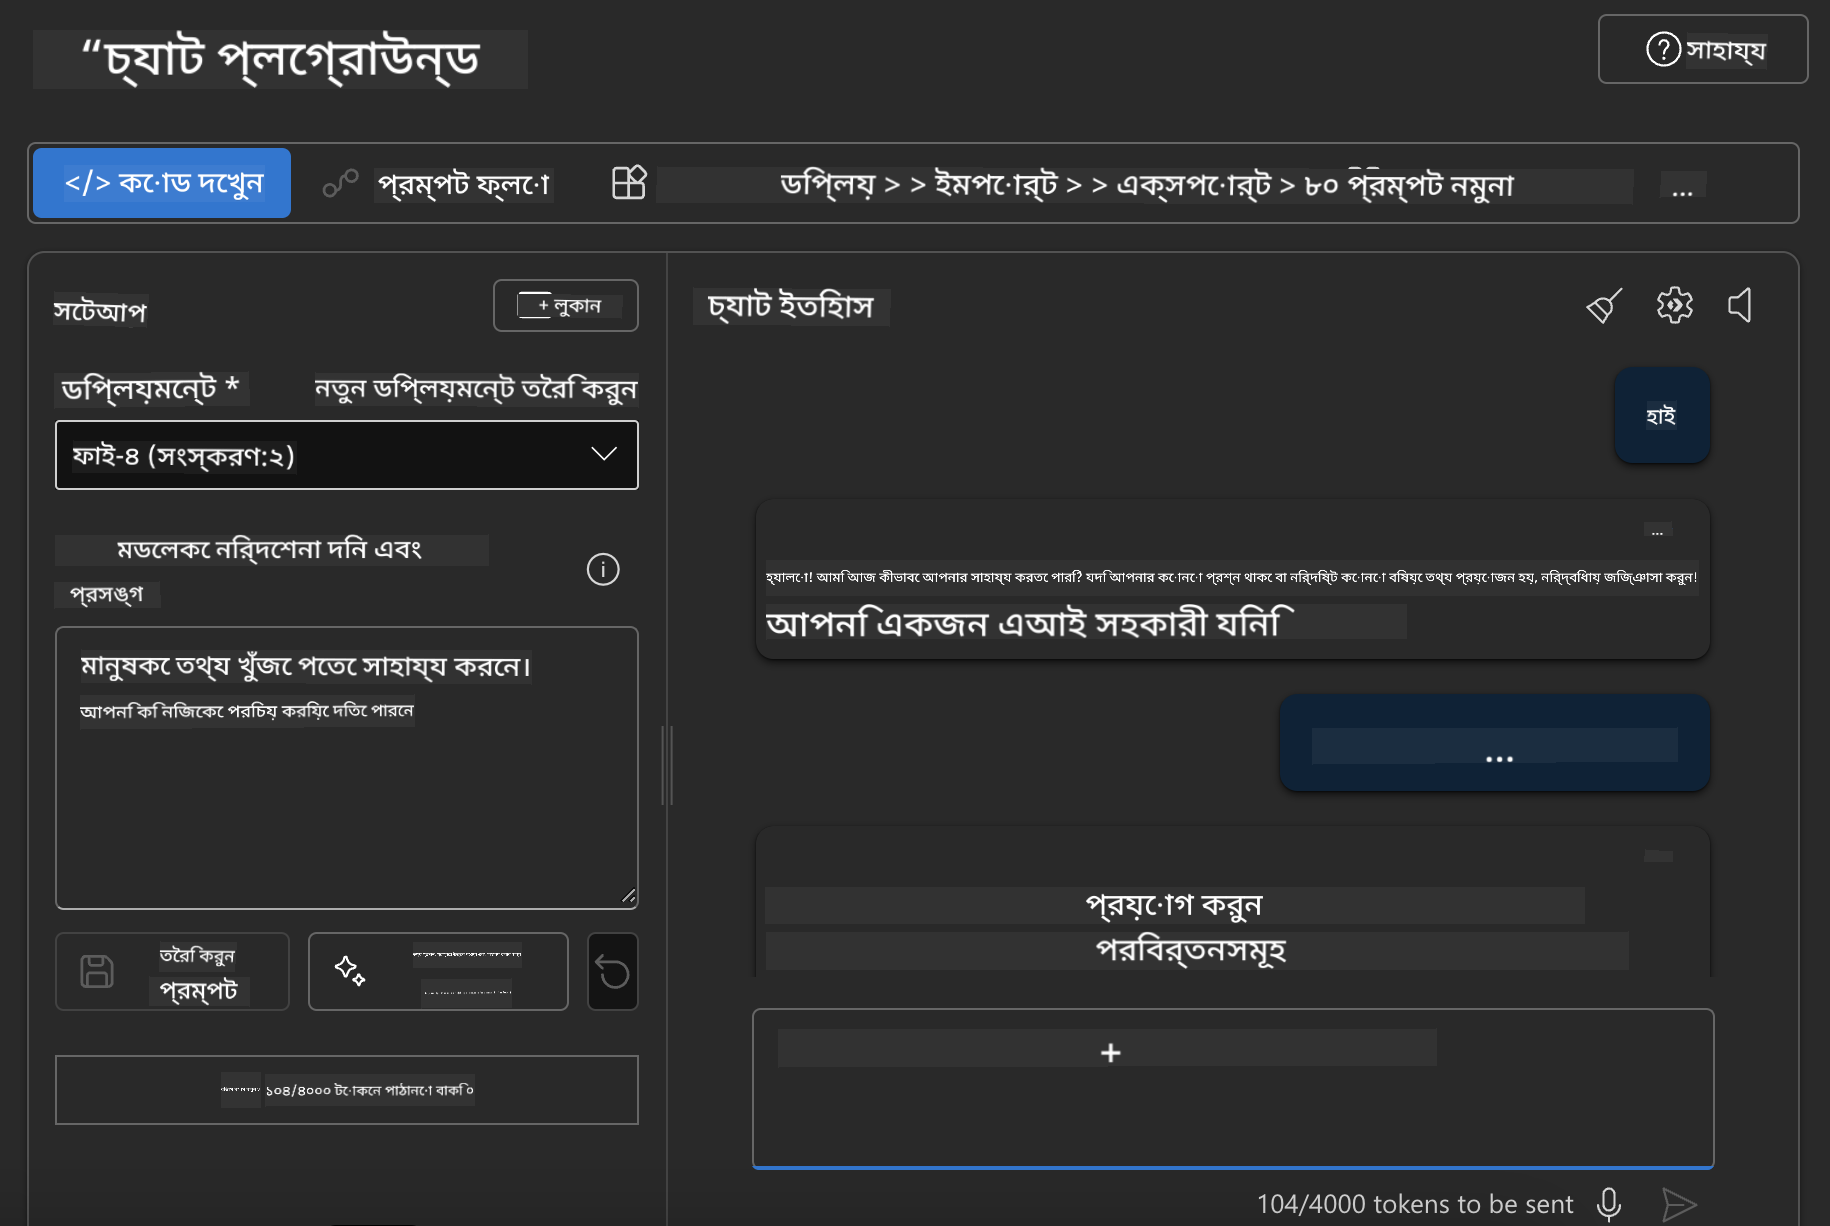 “চ্যাট প্লেগ্রাউন্ড
সাহায্য
</> কোড দেখুন
প্রম্পট ফ্লো
ডিপ্লয় > > ইমপোর্ট > > এক্সপোর্ট > ৮০ প্রম্পট নমুনা
...
সেটআপ
+ লুকান
ডিপ্লয়মেন্ট *
নতুন ডিপ্লয়মেন্ট তৈরি করুন
ফাই-৪ (সংস্করণ:২)
মডেলকে নির্দেশনা দিন এবং
প্রসঙ্গ
মানুষকে তথ্য খুঁজে পেতে সাহায্য করেন।
আপনি কি নিজেকে পরিচয় করিয়ে দিতে পারেন
তৈরি করুন
প্রম্পট
১০৪/৪০০০ টোকেন পাঠানো বাকি ০
চ্যাট ইতিহাস
হাই
...
হ্যালো! আমি আজ কীভাবে আপনার সাহায্য করতে পারি? যদি আপনার কোনো প্রশ্ন থাকে বা নির্দিষ্ট কোনো বিষয়ে তথ্য প্রয়োজন হয়, নির্দ্বিধায় জিজ্ঞাসা করুন!
আপনি একজন এআই সহকারী যিনি
...
প্রয়োগ করুন
পরিবর্তনসমূহ
+
104/4000 tokens to be sent